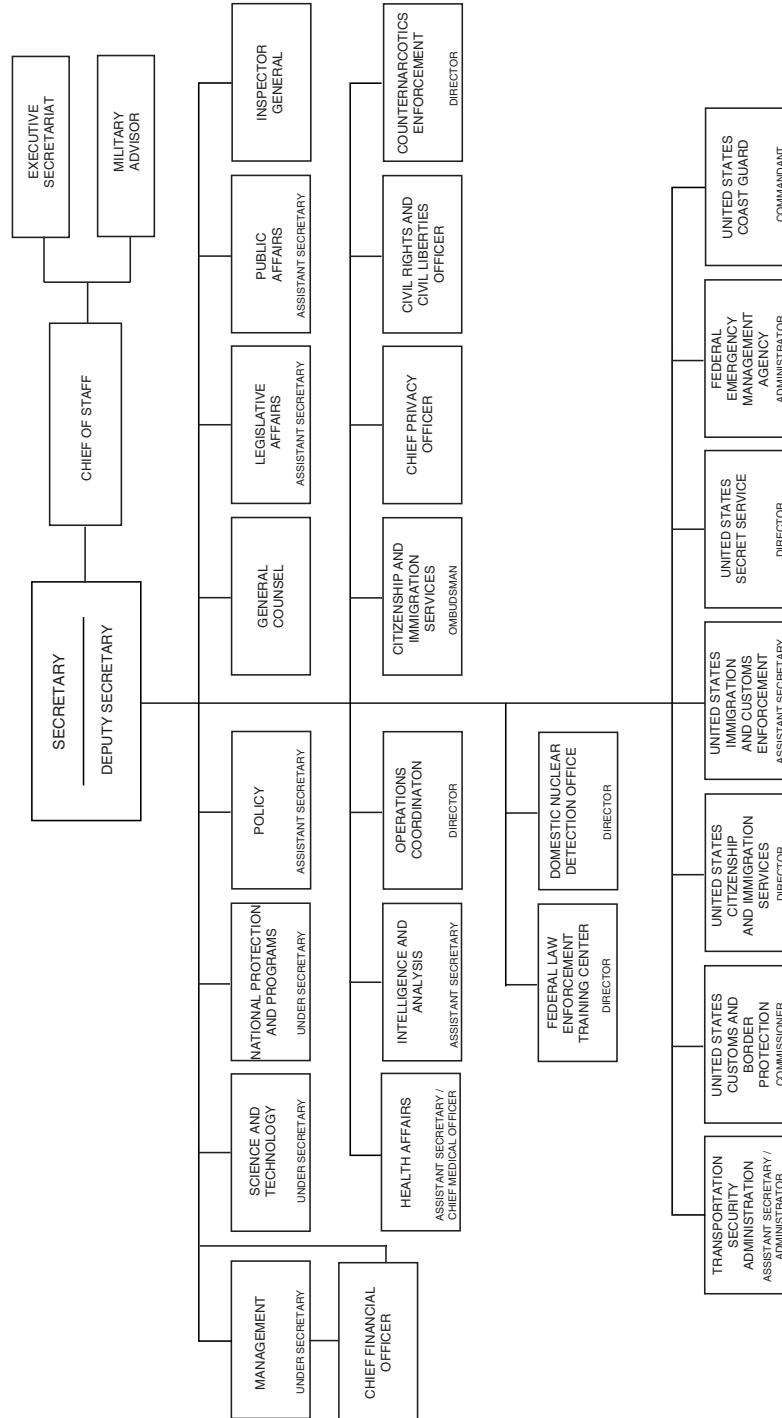 EXECUTIVE
SECRETARIAT
MILITARY
ADVISOR
CHIEF OF STAFF
SECRETARY
DEPUTY SECRETARY
MANAGEMENT
UNDER SECRETARY
CHIEF FINANCIAL
OFFICER
SCIENCE AND
TECHNOLOGY
UNDER SECRETARY
NATIONAL PROTECTION
AND PROGRAMS
UNDER SECRETARY
POLICY
ASSISTANT SECRETARY
GENERAL
COUNSEL
LEGISLATIVE
AFFAIRS
ASSISTANT SECRETARY
PUBLIC
AFFAIRS
ASSISTANT SECRETARY
INSPECTOR
GENERAL
HEALTH AFFAIRS
ASSISTANT SECRETARY /
CHIEF MEDICAL OFFICER
INTELLIGENCE AND
ANALYSIS
ASSISTANT SECRETARY
OPERATIONS
COORDINATON
DIRECTOR
CITIZENSHIP AND
IMMIGRATION
SERVICES
OMBUDSMAN
CHIEF PRIVACY
OFFICER
CIVIL RIGHTS AND
CIVIL LIBERTIES
OFFICER
COUNTERNARCOTICS
ENFORCEMENT
DIRECTOR
FEDERAL LAW
ENFORCEMENT
TRAINING CENTER
DIRECTOR
DOMESTIC NUCLEAR
DETECTION OFFICE
DIRECTOR
TRANSPORTATION
SECURITY
ADMINISTRATION
ASSISTANT SECRETARY /
ADMINISTRATOR
UNITED STATES
CUSTOMS AND
BORDER
PROTECTION
COMMISSIONER
UNITED STATES
CITIZENSHIP
AND IMMIGRATION
SERVICES
DIRECTOR
UNITED STATES
IMMIGRATION
AND CUSTOMS
ENFORCEMENT
ASSISTANT SECRETARY
UNITED STATES
SECRET SERVICE
DIRECTOR
FEDERAL
EMERGENCY
MANAGEMENT
AGENCY
ADMINISTRATOR
UNITED STATES
COAST GUARD
COMMANDANT